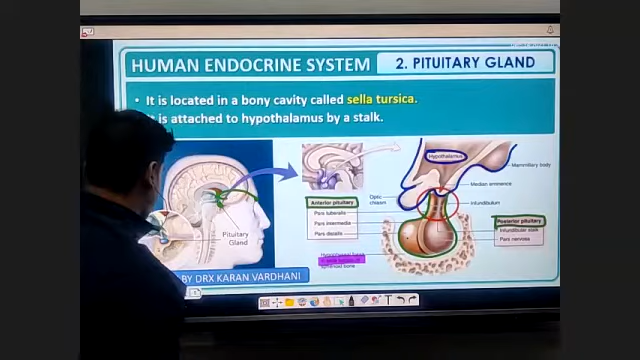 HUMAN ENDOCRINE SYSTEM
2. PITUITARY GLAND
• It is located in a bony cavity called sella tursica.
is attached to hypothalamus by a stalk.
Hypothalamus
Mammillary body
Median eminence
Optic
chiasm
Infundibulum
Anterior pituitary
Pars tuberalis
Pars intermedia
Pars distalis
Posterior pituitary
Infundibular stalk
Pars nervosa
Pituitary
Gland
bone
BY DRX KARAN VARDHANI